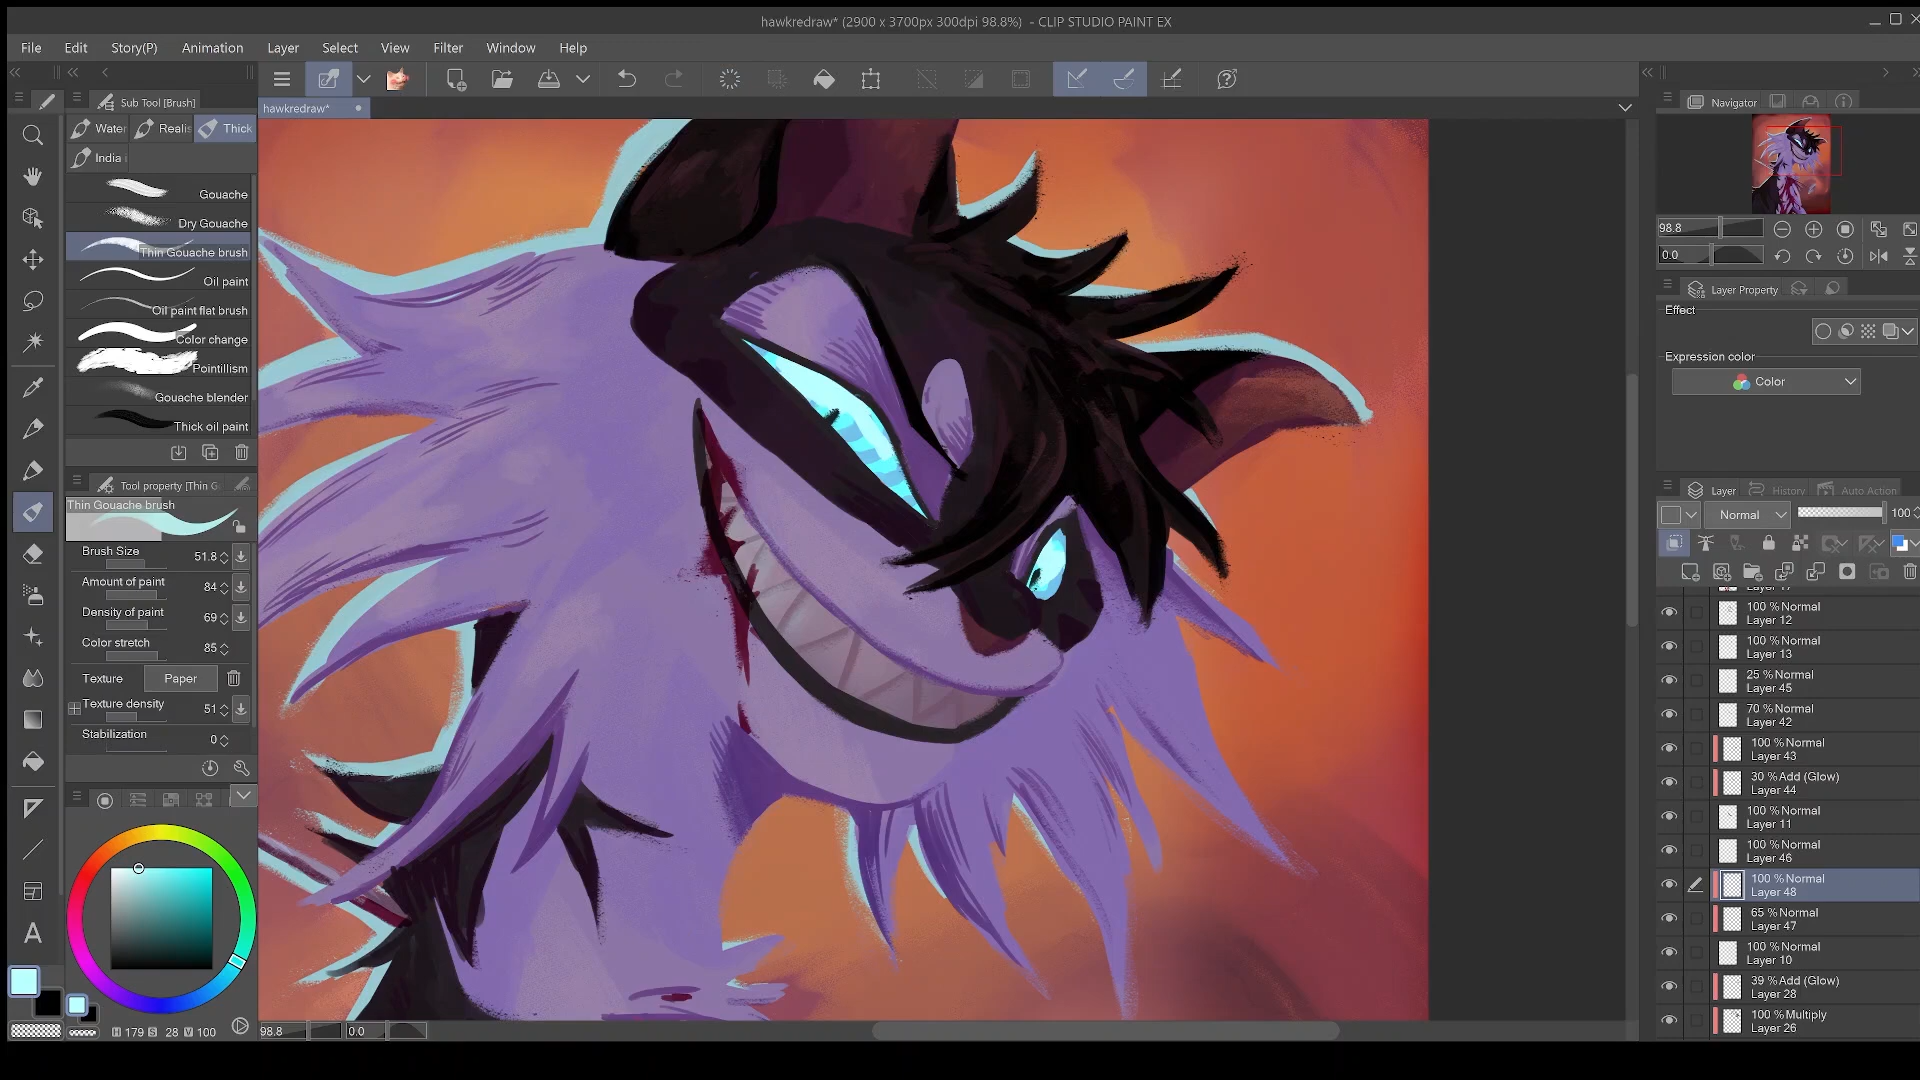 hawkredraw* (2900 x 3700px 300dpi 98.8%) - CLIP STUDIO PAINT EX
File Edit Story(P) Animation Layer Select View Filter Window Help
Sub Tool [Brush]
hawkredraw*
Navigator
Water Realis Thick
India
Gouache
Dry Gouache
Thin Gouache brush
Oil paint
Oil paint flat brush
Color change
Pointillism
Gouache blender
Thick oil paint
Tool property [Thin G
Thin Gouache brush
Brush Size 51.8
Amount of paint 84
Density of paint 69
Color stretch 85
Texture Paper
Texture density 51
Stabilization 0
H 179 S 28 V 100
98.8 0.0
98.8
0.0
Layer Property
Effect
Expression color
Color
Layer History Auto Action
Normal 100
Layer 17
100 % Normal
Layer 12
100 % Normal
Layer 13
25 % Normal
Layer 45
70 % Normal
Layer 42
100 % Normal
Layer 43
30 % Add (Glow)
Layer 44
100 % Normal
Layer 11
100 % Normal
Layer 46
100 % Normal
Layer 48
65 % Normal
Layer 47
100 % Normal
Layer 10
39 % Add (Glow)
Layer 28
100 % Multiply
Layer 26